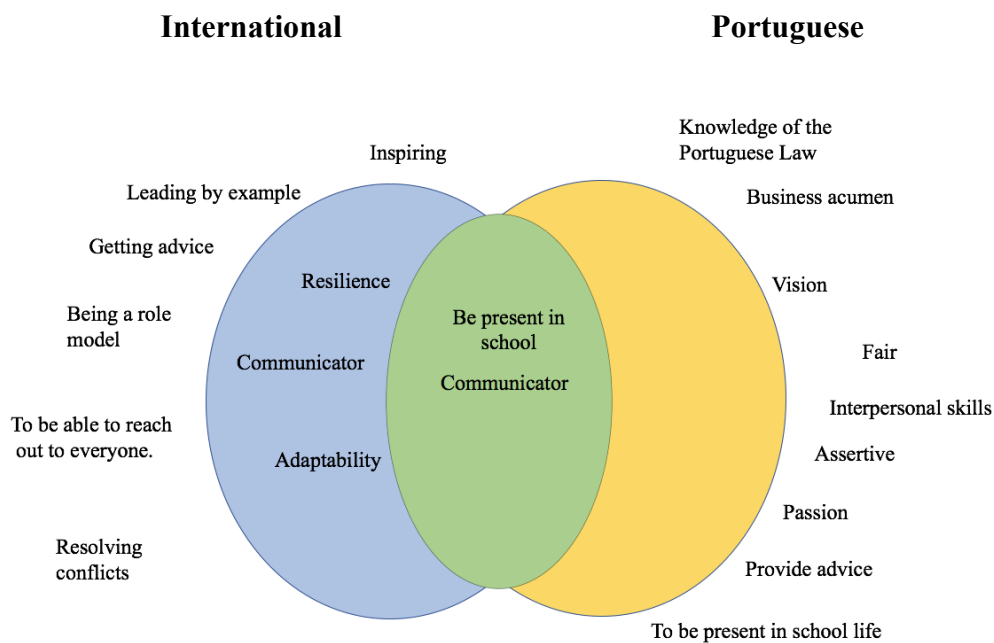 International
Portuguese
Knowledge of the
Portuguese Law
Inspiring
Leading by example
Business acumen
Getting advice
Resilience
Vision
Being a role
model
Be present in
school
Fair
Communicator
Communicator
Interpersonal skills
To be able to reach
out to everyone.
Adaptability
Assertive
Passion
Resolving
conflicts
Provide advice
To be present in school life